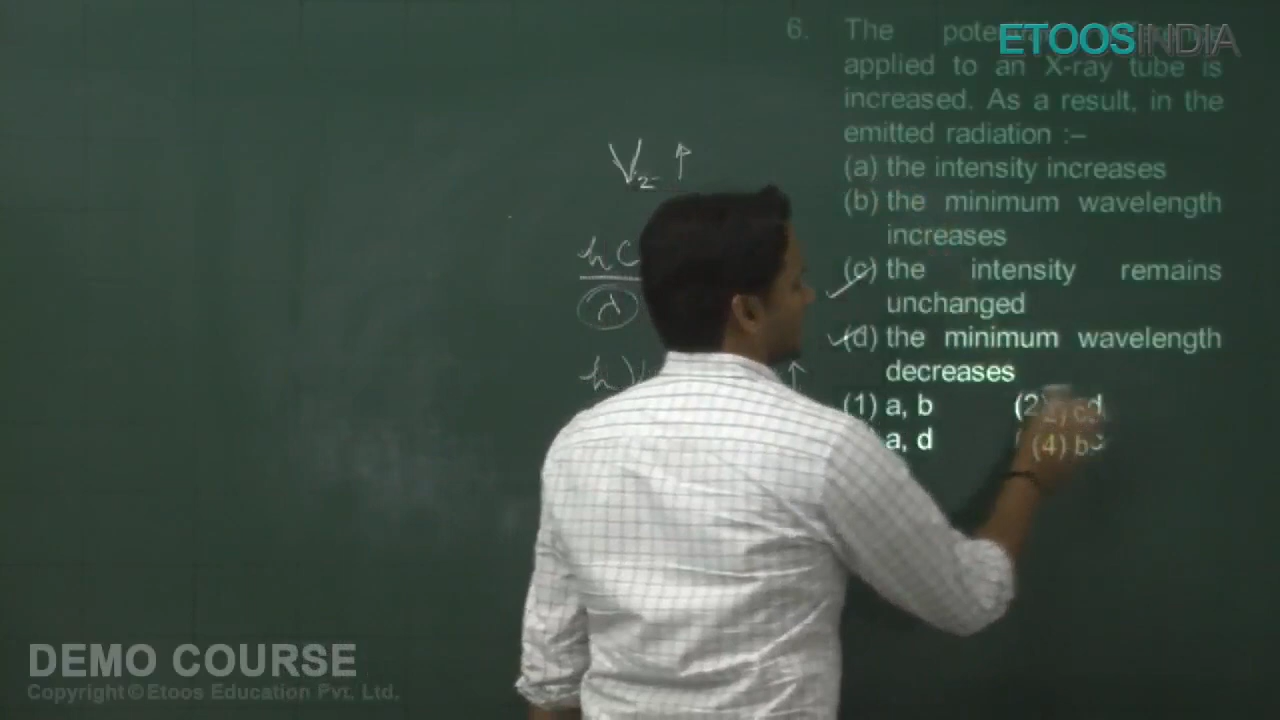 ETOOSINDIA
6. The
applied to an X-ray tube is
increased. As a result, in the
emitted radiation :–
(a) the intensity increases
(b) the minimum wavelength
increases
(c) the intensity remains
unchanged
(d) the minimum wavelength
decreases
(1) a, b
a, d
(4) b
V₂ ↑
hc
λ
h
↑
DEMO COURSE
Copyright © Etoos Education Pvt. Ltd.